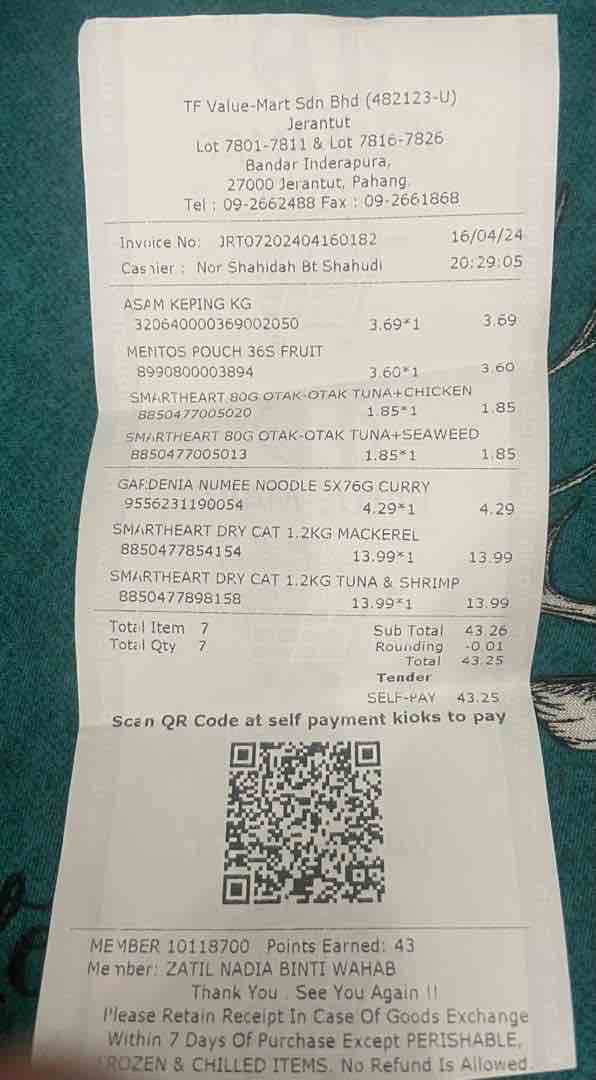 TF Value-Mart Sdn Bhd (482123-U)
Jerantut
Lot 7801-7811 & Lot 7816-7826
Bandar Inderapura,
27000 Jerantut, Pahang.
Tel : 09-2662488 Fax : 09-2661868
Invoice No: JRT07202404160182 16/04/24
Cashier : Nor Shahidah Bt Shahudi 20:29:05
ASAM KEPING KG
320640000369002050 3.69*1 3.69
MENTOS POUCH 36S FRUIT
8990800003894 3.60*1 3.60
SMARTHEART 80G OTAK-OTAK TUNA+CHICKEN
8850477005020 1.85*1 1.85
SMARTHEART 80G OTAK-OTAK TUNA+SEAWEED
8850477005013 1.85*1 1.85
GARDENIA NUMEE NOODLE 5X76G CURRY
9556231190054 4.29*1 4.29
SMARTHEART DRY CAT 1.2KG MACKEREL
8850477854154 13.99*1 13.99
SMARTHEART DRY CAT 1.2KG TUNA & SHRIMP
8850477898158 13.99*1 13.99
Total Item 7 Sub Total 43.26
Total Qty 7 Rounding -0.01
Total 43.25
Tender
SELF-PAY 43.25
Scan QR Code at self payment kioks to pay
MEMBER 10118700 Points Earned: 43
Member: ZATIL NADIA BINTI WAHAB
Thank You . See You Again !!
Please Retain Receipt In Case Of Goods Exchange
Within 7 Days Of Purchase Except PERISHABLE,
FROZEN & CHILLED ITEMS. No Refund Is Allowed.